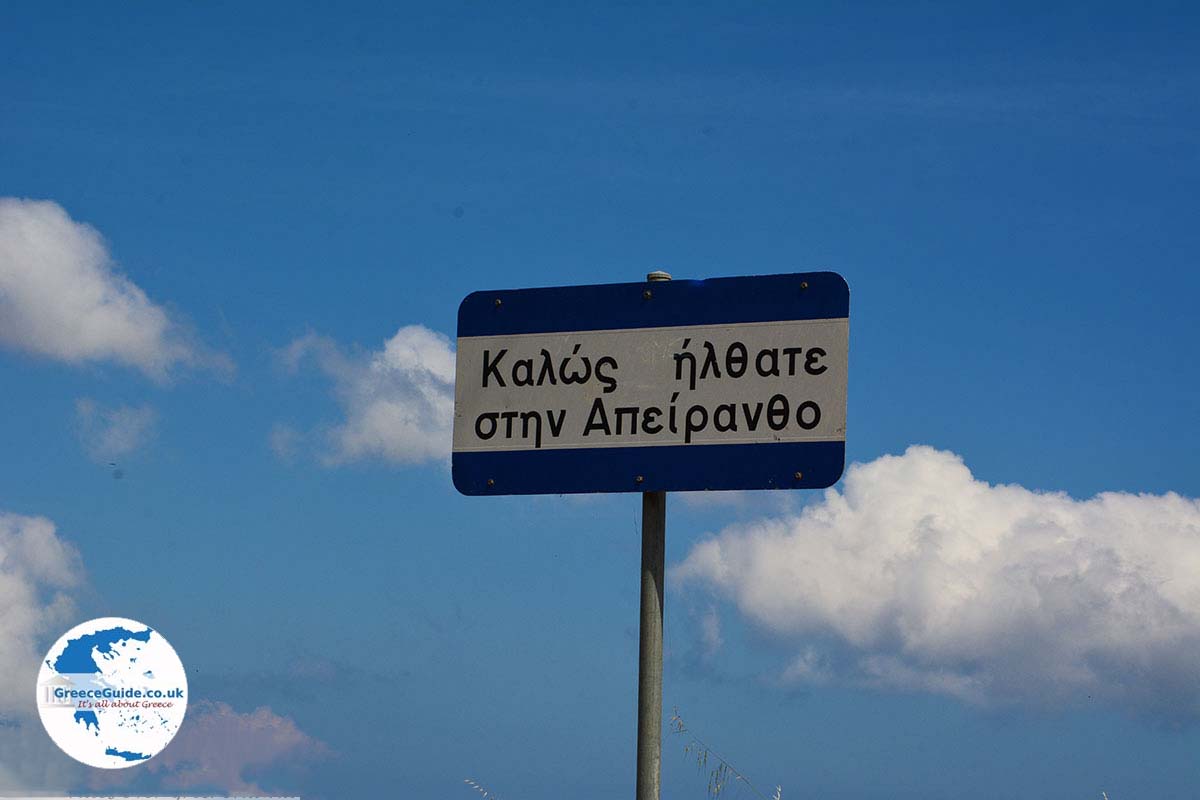 Καλώς ήλθατε
στην Απείρανθο
GreeceGuide.co.uk
It's all about Greece